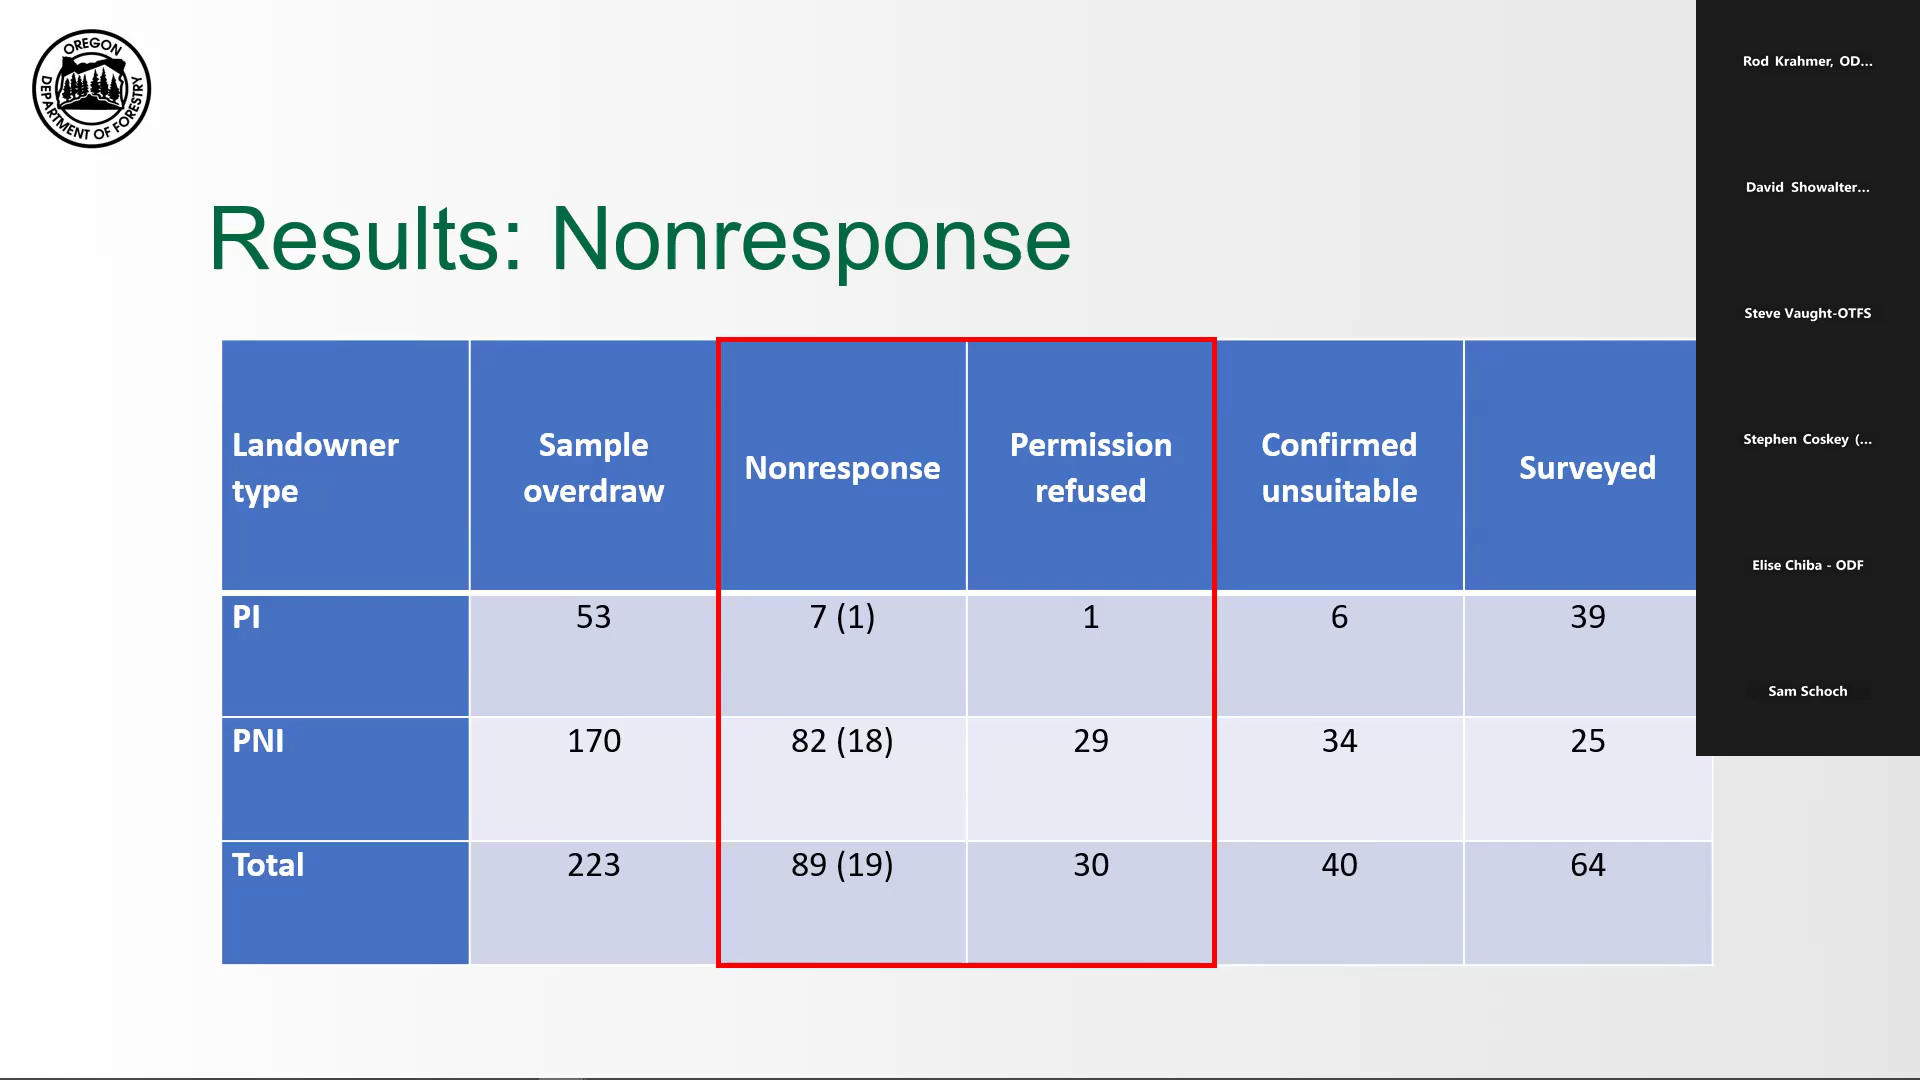 OREGON
DEPARTMENT OF FORESTRY
Results: Nonresponse
Landowner type
Sample overdraw
Nonresponse
Permission refused
Confirmed unsuitable
Surveyed
PI 53 7 (1) 1 6 39
PNI 170 82 (18) 29 34 25
Total 223 89 (19) 30 40 64
Rod Krahmer, OD...
David Showalter...
Steve Vaught-OTFS
Stephen Coskey (...
Elise Chiba - ODF
Sam Schoch